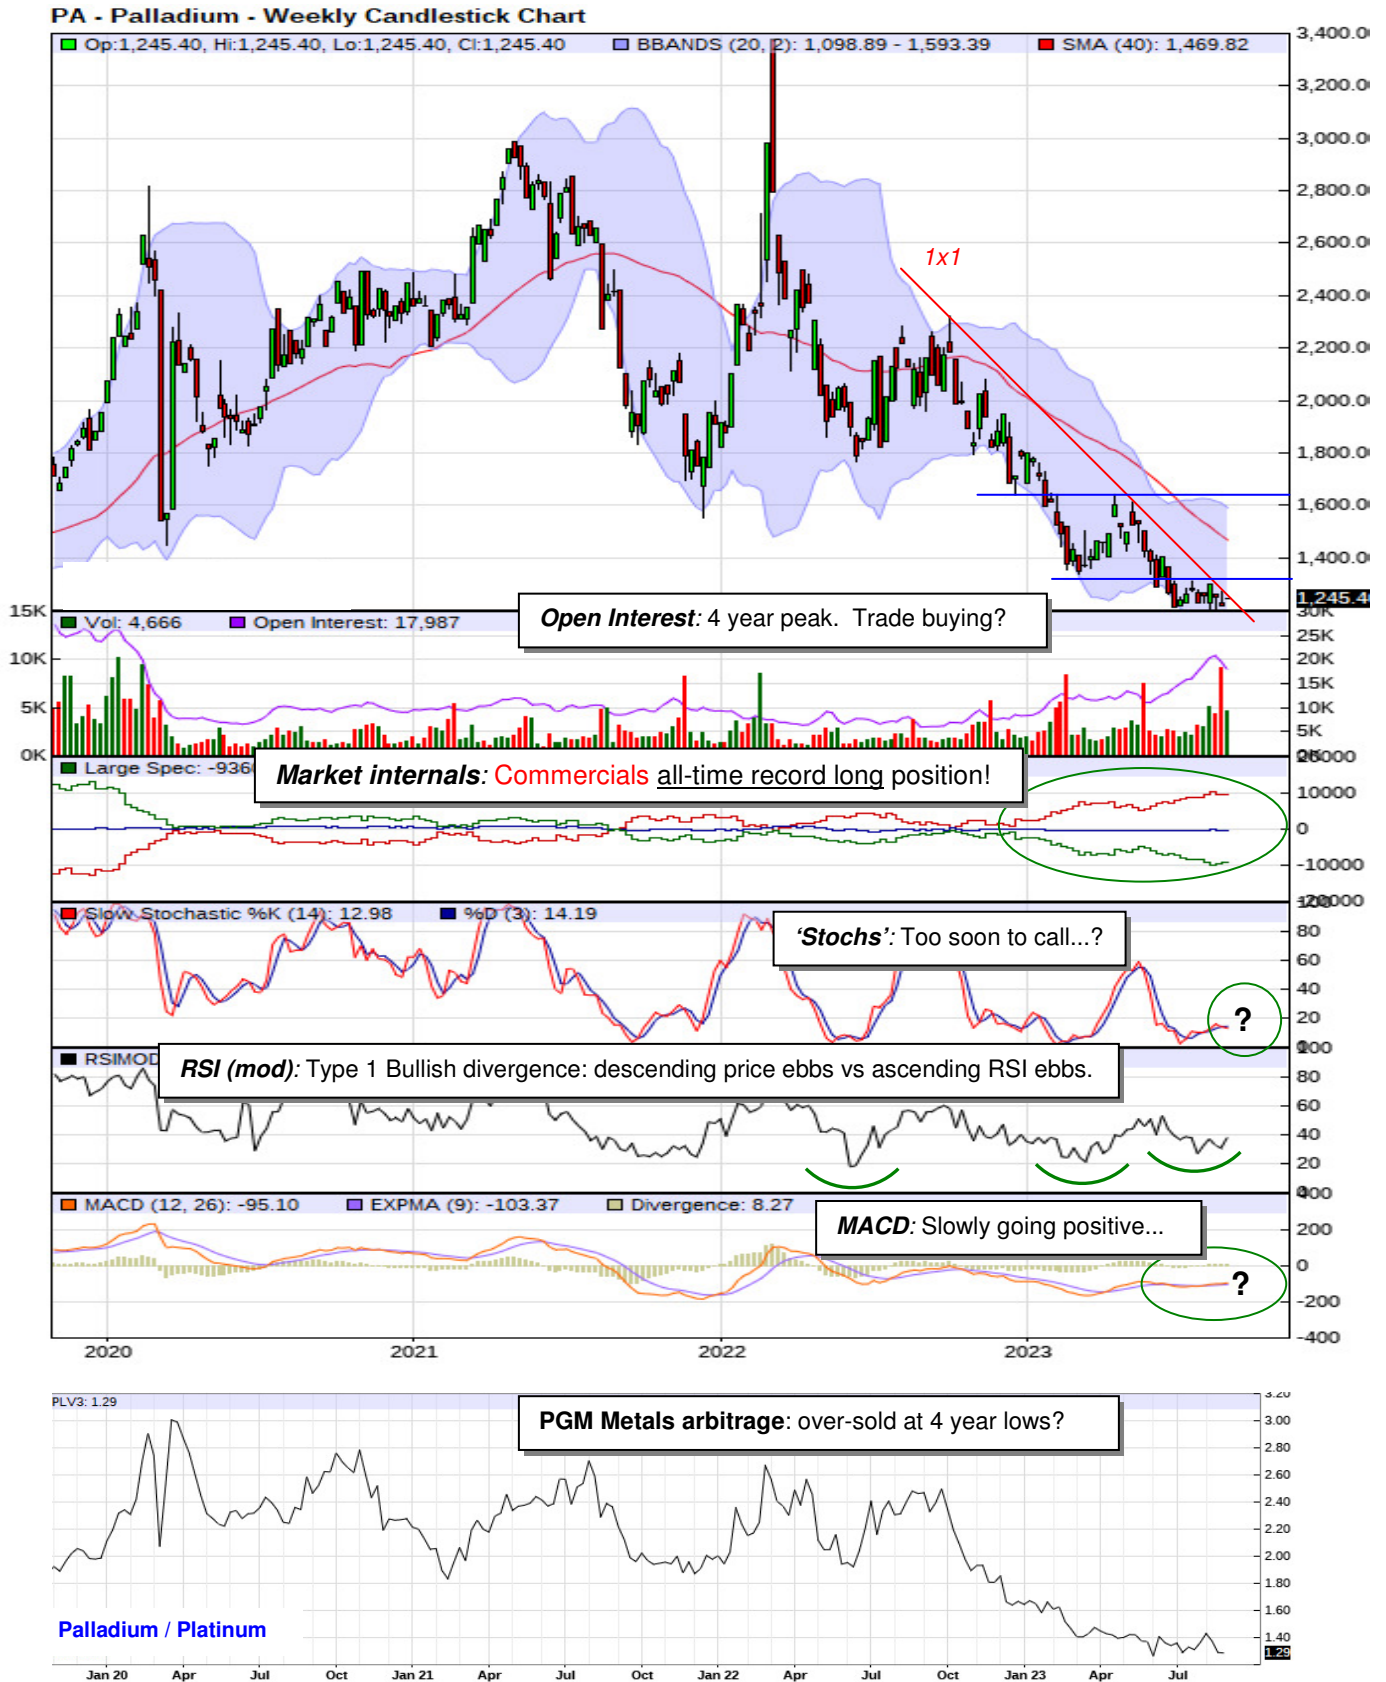 PA - Palladium - Weekly Candlestick Chart
Op:1,245.40, Hi:1,245.40, Lo:1,245.40, Cl:1,245.40 BBANDS (20, 2): 1,098.89 - 1,593.39 SMA (40): 1,469.82
3,400.0
3,200.0
3,000.0
2,800.0
2,600.0
1x1
2,400.0
2,200.0
2,000.0
1,800.0
1,600.0
1,400.0
1,245.4
Open Interest: 4 year peak. Trade buying?
15K 30K
Vol: 4,666 Open Interest: 17,987
25K
10K 20K
15K
5K 10K
5K
0K
Large Spec: -936
Market internals: Commercials all-time record long position!
10000
0
-10000
-20000
Slow Stochastic %K (14): 12.98 %D (3): 14.19
80
'Stochs': Too soon to call...?
60
40
20
?
RSIMOD
RSI (mod): Type 1 Bullish divergence: descending price ebbs vs ascending RSI ebbs.
80
60
40
20
400
MACD (12, 26): -95.10 EXPMA (9): -103.37 Divergence: 8.27
MACD: Slowly going positive...
200
0
?
-200
-400
2020 2021 2022 2023
PLV3: 1.29
3.20
PGM Metals arbitrage: over-sold at 4 year lows?
3.00
2.80
2.60
2.40
2.20
2.00
1.80
1.60
Palladium / Platinum
1.40
1.29
Jan 20 Apr Jul Oct Jan 21 Apr Jul Oct Jan 22 Apr Jul Oct Jan 23 Apr Jul